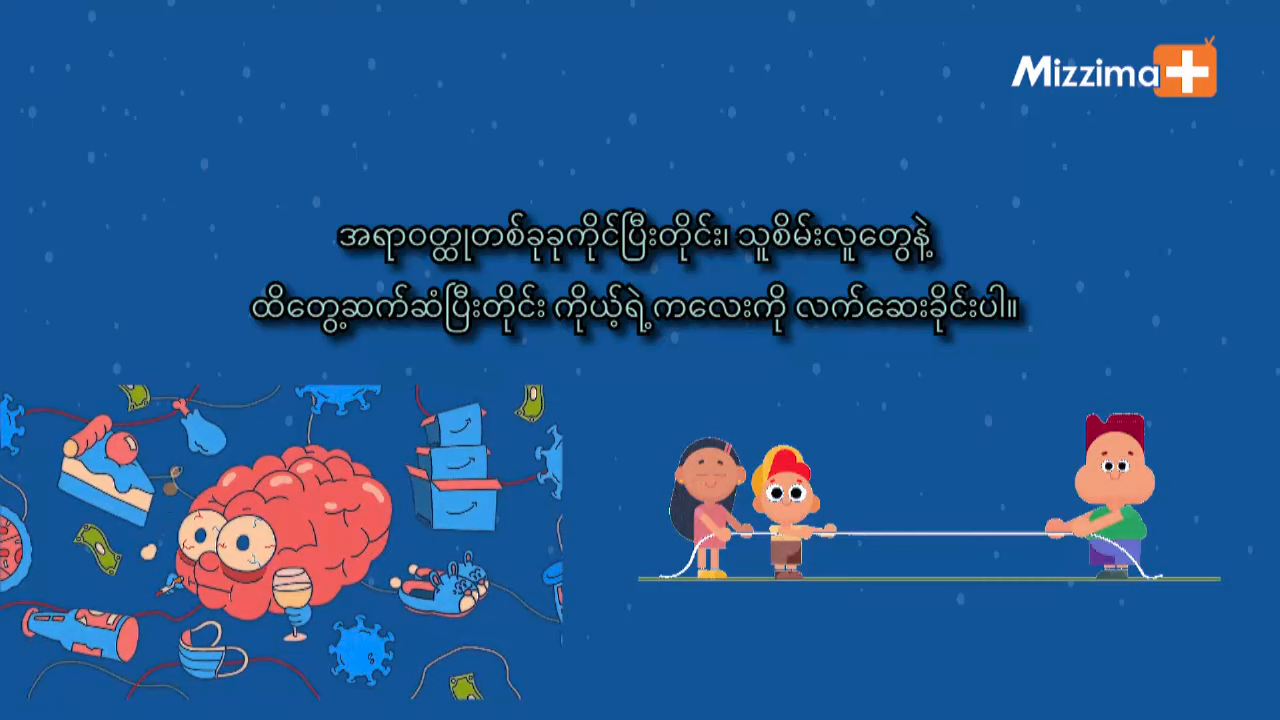 Mizzima
အရာဝတ္ထုတစ်ခုခုကိုင်ပြီးတိုင်း၊ သူစိမ်းလူတွေနဲ့
ထိတွေ့ဆက်ဆံပြီးတိုင်း ကိုယ့်ရဲ့ကလေးကို လက်ဆေးခိုင်းပါ။